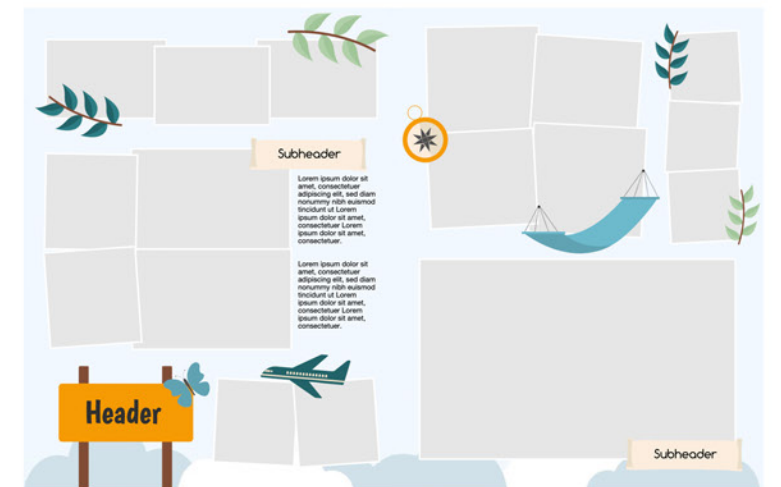 Subheader
Lorem ipsum dolor sit
amet, consectetuer
adipiscing elit, sed diam
nonummy nibh euismod
tincidunt ut Lorem
ipsum dolor sit amet,
consectetuer Lorem
ipsum dolor sit amet,
consectetuer.
Lorem ipsum dolor sit
amet, consectetuer
adipiscing elit, sed diam
nonummy nibh euismod
tincidunt ut Lorem
ipsum dolor sit amet,
consectetuer Lorem
ipsum dolor sit amet,
consectetuer.
Header
Subheader